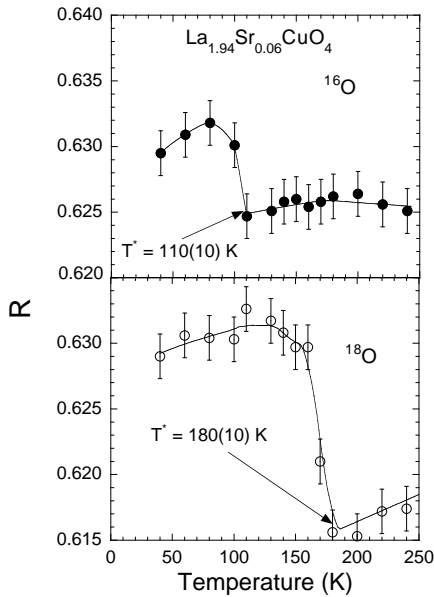 La1.94Sr0.06CuO4
0.640
16O
0.635
0.630
0.625
T* = 110(10) K
0.620
R
18O
0.630
0.625
T* = 180(10) K
0.620
0.615
0 50 100 150 200 250
Temperature (K)